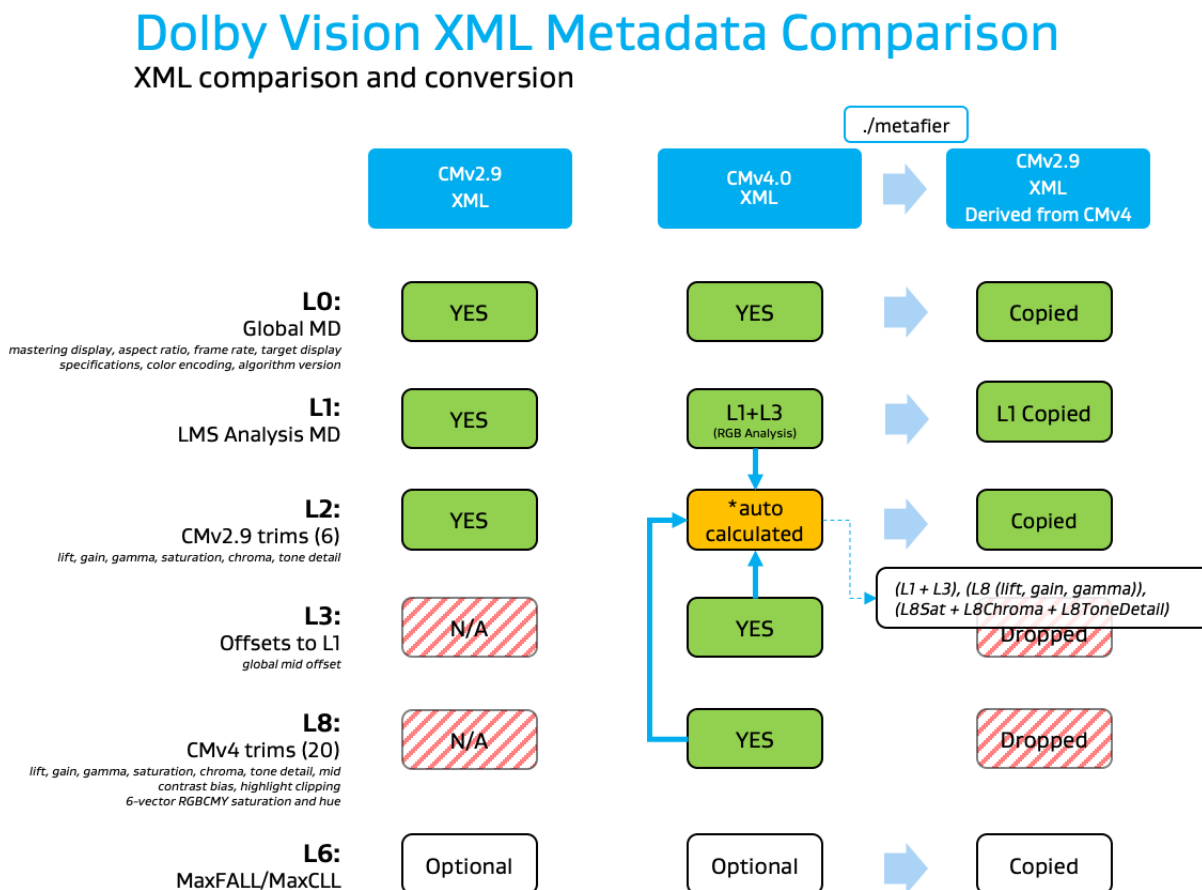 Dolby Vision XML Metadata Comparison
XML comparison and conversion
./metafier
CMv2.9
XML
CMv4.0
XML
CMv2.9
XML
Derived from CMv4
L0:
Global MD
mastering display, aspect ratio, frame rate, target display
specifications, color encoding, algorithm version
YES
YES
Copied
L1:
LMS Analysis MD
YES
L1+L3
(RGB Analysis)
L1 Copied
L2:
CMv2.9 trims (6)
lift, gain, gamma, saturation, chroma, tone detail
YES
*auto
calculated
Copied
(L1 + L3), (L8 (lift, gain, gamma)),
(L8Sat + L8Chroma + L8ToneDetail)
L3:
Offsets to L1
global mid offset
N/A
YES
Dropped
L8:
CMv4 trims (20)
lift, gain, gamma, saturation, chroma, tone detail, mid
contrast bias, highlight clipping
6-vector RGBCMY saturation and hue
N/A
YES
Dropped
L6:
MaxFALL/MaxCLL
Optional
Optional
Copied